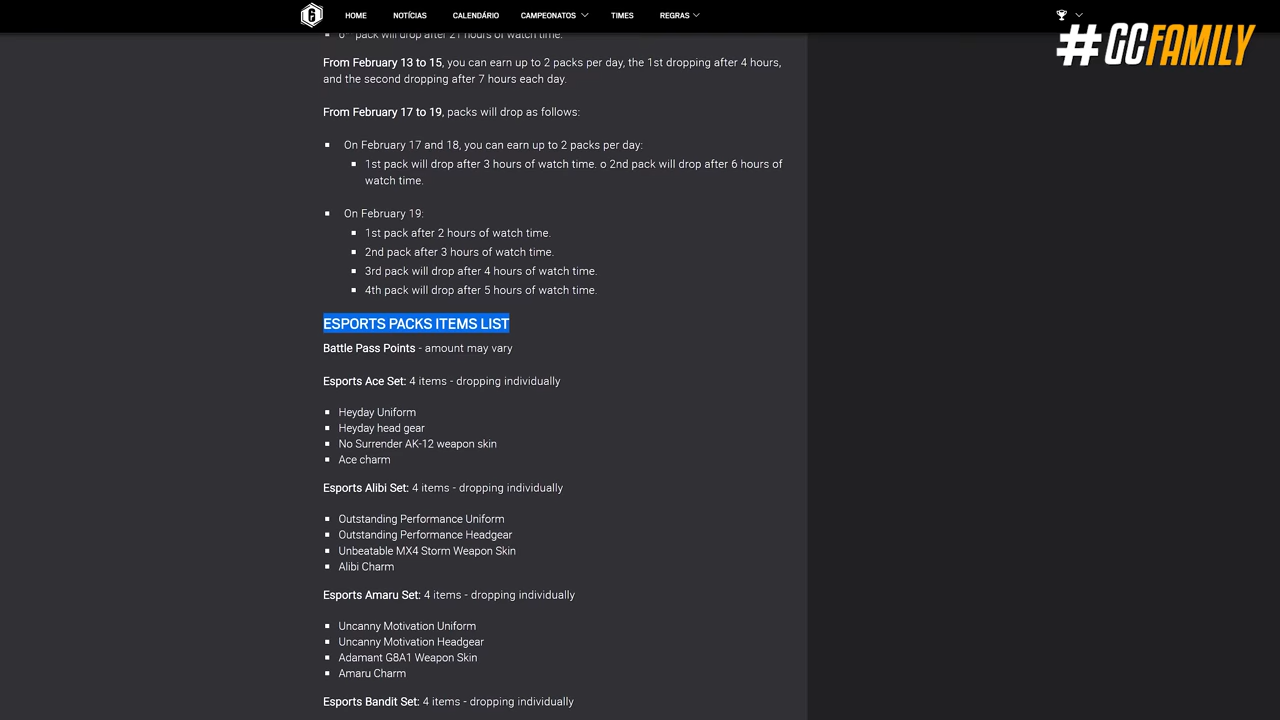 HOME NOTÍCIAS CALENDÁRIO CAMPEONATOS TIMES REGRAS
#GCFAMILY
pack will drop after 21 hours of watch time.
From February 13 to 15, you can earn up to 2 packs per day, the 1st dropping after 4 hours,
and the second dropping after 7 hours each day.
From February 17 to 19, packs will drop as follows:
On February 17 and 18, you can earn up to 2 packs per day:
1st pack will drop after 3 hours of watch time. o 2nd pack will drop after 6 hours of
watch time.
On February 19:
1st pack after 2 hours of watch time.
2nd pack after 3 hours of watch time.
3rd pack will drop after 4 hours of watch time.
4th pack will drop after 5 hours of watch time.
ESPORTS PACKS ITEMS LIST
Battle Pass Points - amount may vary
Esports Ace Set: 4 items - dropping individually
Heyday Uniform
Heyday head gear
No Surrender AK-12 weapon skin
Ace charm
Esports Alibi Set: 4 items - dropping individually
Outstanding Performance Uniform
Outstanding Performance Headgear
Unbeatable MX4 Storm Weapon Skin
Alibi Charm
Esports Amaru Set: 4 items - dropping individually
Uncanny Motivation Uniform
Uncanny Motivation Headgear
Adamant G8A1 Weapon Skin
Amaru Charm
Esports Bandit Set: 4 items - dropping individually